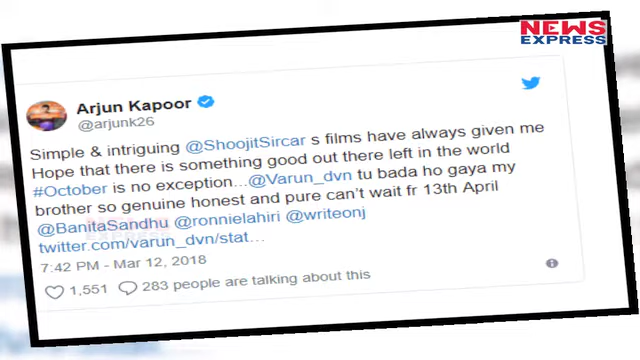 NEWS
EXPRESS
Arjun Kapoor
@arjunk26
Simple & intriguing @ShoojitSircar s films have always given me
Hope that there is something good out there left in the world
#October is no exception...@Varun_dvn tu bada ho gaya my
brother so genuine honest and pure can't wait fr 13th April
@BanitaSandhu @ronnielahiri @writeonj
twitter.com/varun_dvn/stat...
7:42 PM - Mar 12, 2018
1,551 283 people are talking about this
NEWS
EXPRESS